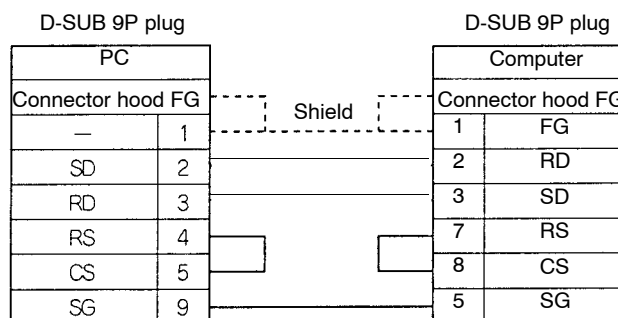 D-SUB 9P plug D-SUB 9P plug
PC Computer
Connector hood FG Shield Connector hood FG
– 1 1 FG
SD 2 2 RD
RD 3 3 SD
RS 4 7 RS
CS 5 8 CS
SG 9 5 SG